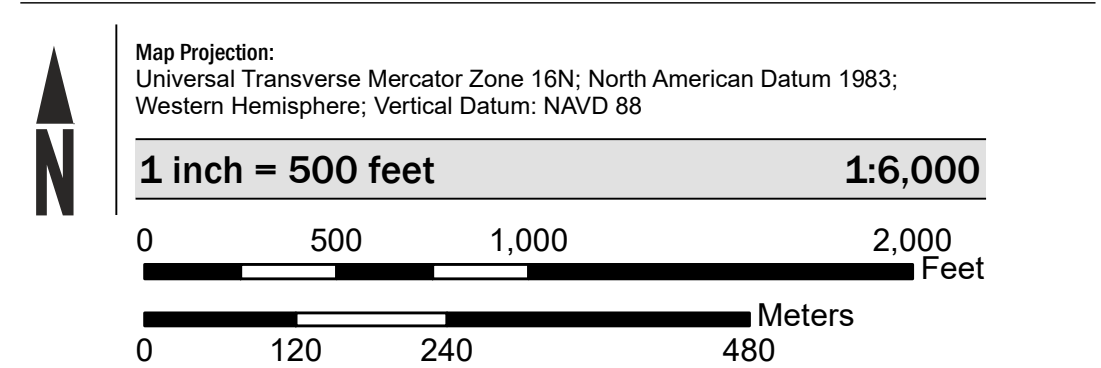 N
Map Projection:
Universal Transverse Mercator Zone 16N; North American Datum 1983;
Western Hemisphere; Vertical Datum: NAVD 88
1 inch = 500 feet 1:6,000
0 500 1,000 2,000
Feet
Meters
0 120 240 480